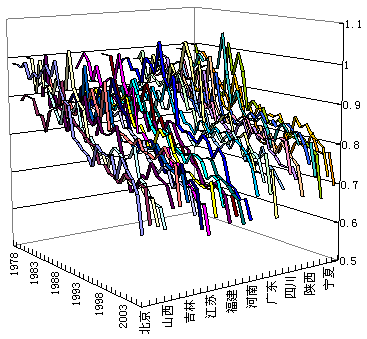 1.1
1
0.9
0.8
0.7
0.6
0.5
1978
1983
1988
1993
1998
2003
北京
山西
吉林
江苏
福建
河南
广东
四川
陕西
宁夏